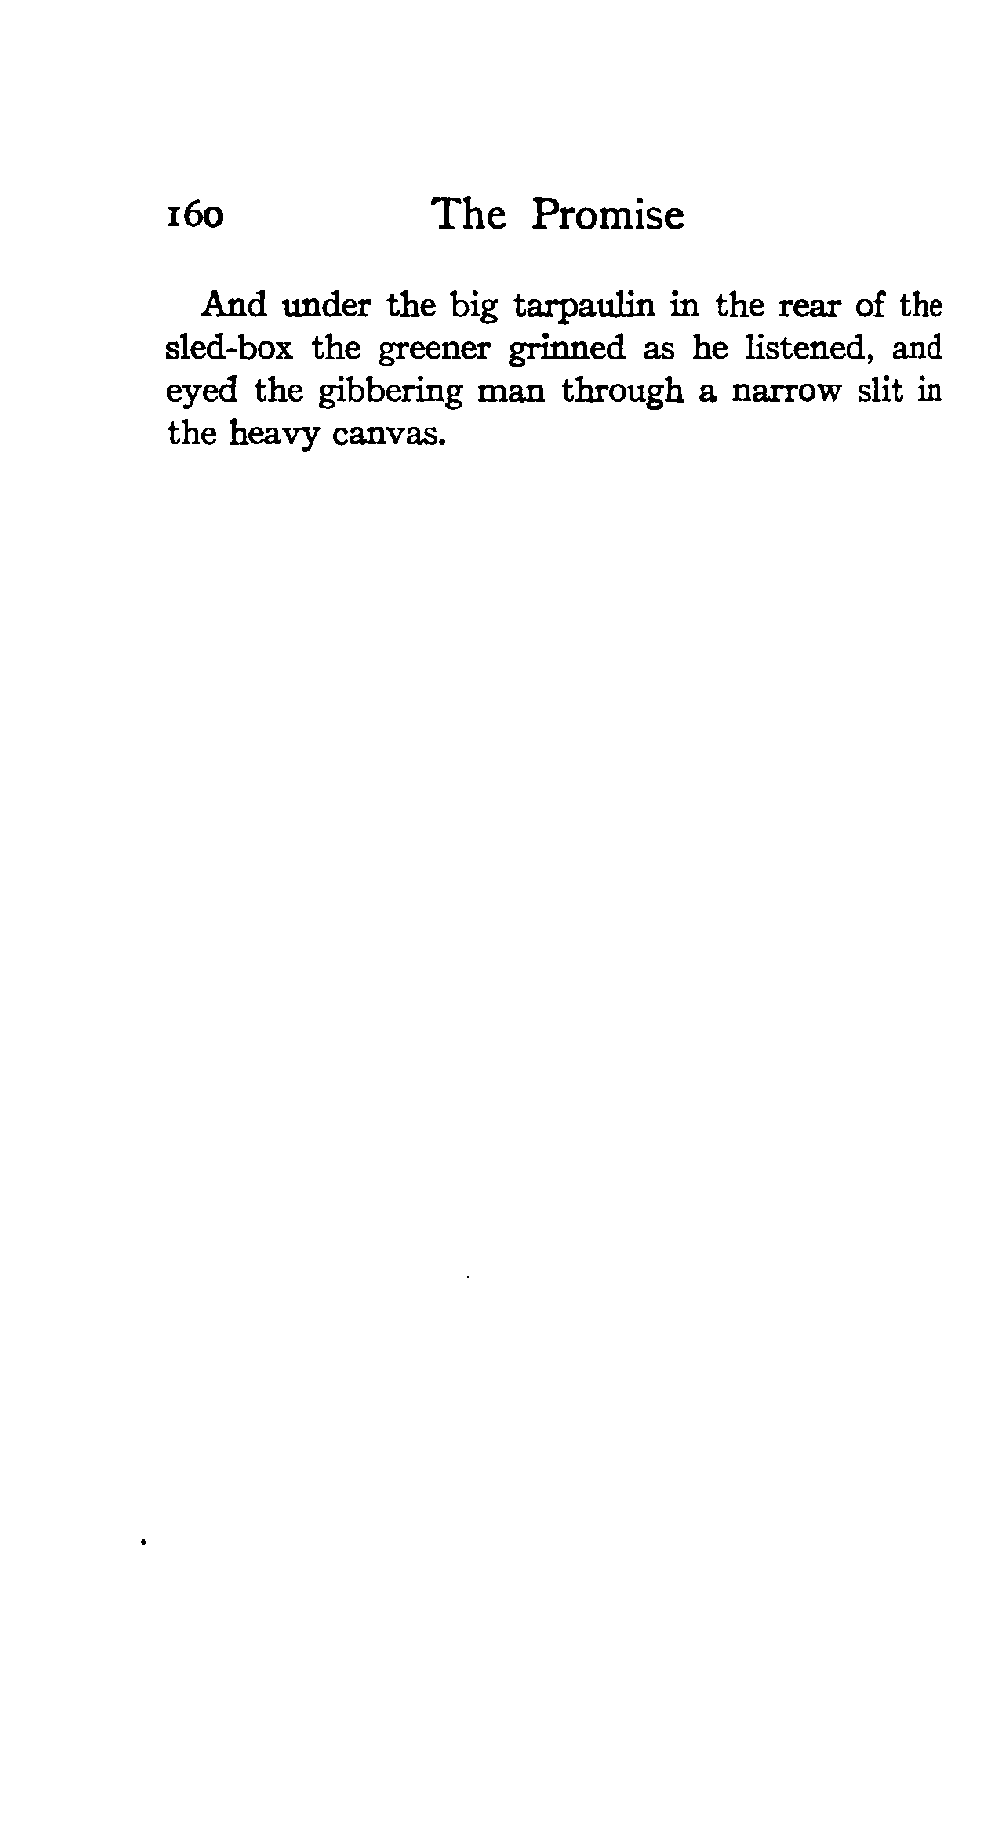 160 The Promise
And under the big tarpaulin in the rear of the
sled-box the greener grinned as he listened, and
eyed the gibbering man through a narrow slit in
the heavy canvas.